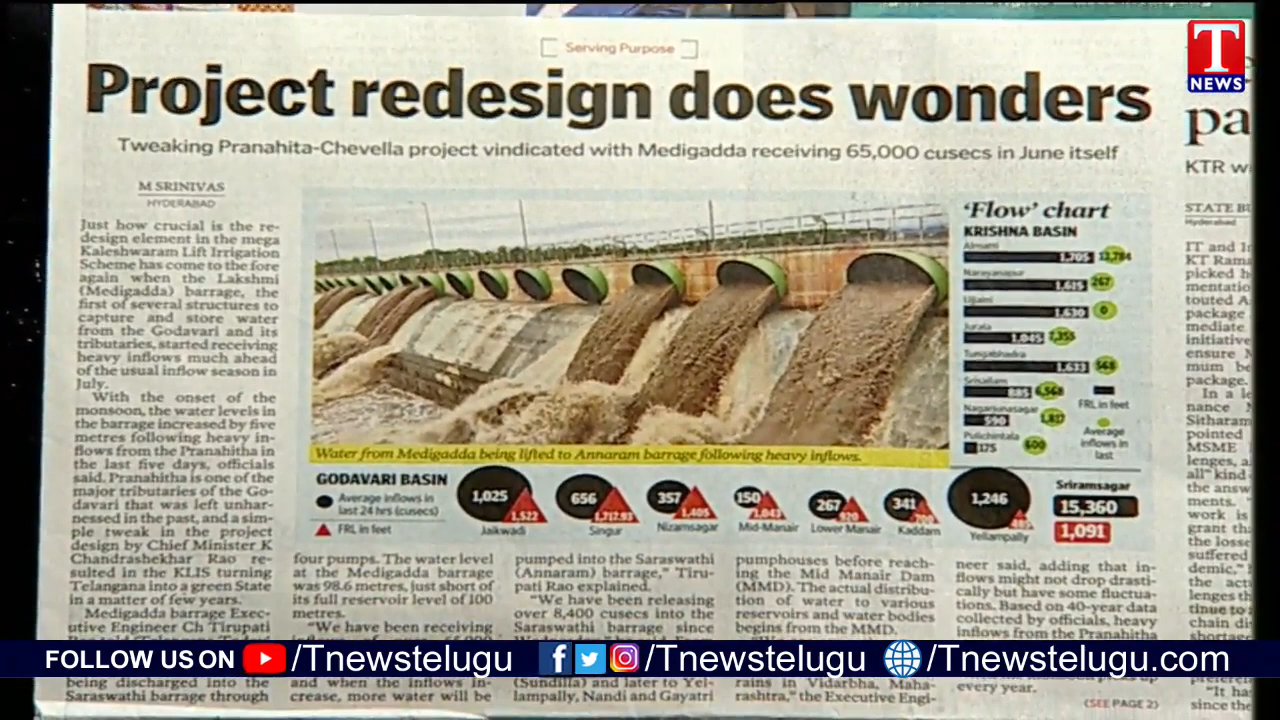 Serving Purpose
Project redesign does wonders
Tweaking Pranahita-Chevella project vindicated with Medigadda receiving 65,000 cusecs in June itself
M SRINIVAS
HYDERABAD
Just how crucial is the re-
design element in the mega
Kaleshwaram Lift Irrigation
Scheme has come to the fore
again when the Lakshmi
(Medigadda) barrage, the
first of several structures to
capture and store water
from the Godavari and its
tributaries, started receiving
heavy inflows much ahead
of the usual inflow season in
July.
With the onset of the
monsoon, the water levels in
the barrage increased by five
metres following heavy in-
flows from the Pranahita in
the last five days, officials
said. Pranahita is one of the
major tributaries of the Go-
davari that was left unhar-
nessed in the past, and a sim-
ple tweak in the project
design by Chief Minister K
Chandrashekhar Rao re-
sulted in the KLIS turning
Telangana into a green State
in a matter of few years.
Medigadda barrage Exec-
utive Engineer Ch Tirupati
being discharged into the
Saraswathi barrage through
Water from Medigadda being lifted to Annaram barrage following heavy inflows.
'Flow' chart
KRISHNA BASIN
Almatti
1,705 12,784
Narayanapur
1,615 267
Ujjaini
1,630 0
Jurala
1,045 7,355
Tungabhadra
1,633 568
Srisailam
885 6,568
Nagarjunasagar
590
Pulichintala
175 600
FRL in feet
Average
inflows in
last
GODAVARI BASIN
Average inflows in
last 24 hrs (cusecs)
FRL in feet
1,025 1,522
Jaikwadi
656 1,717.93
Singur
357 1,405
Nizamsagar
150 1,043
Mid-Manair
267 920
Lower Manair
341
Kaddam
1,246
Yellampally
Sriramsagar
15,360
1,091
four pumps. The water level
at the Medigadda barrage
was 98.6 metres, just short of
its full reservoir level of 100
metres.
"We have been receiving
and when the inflows in-
crease, more water will be
pumped into the Saraswathi
(Annaram) barrage," Tiru-
pati Rao explained.
"We have been releasing
over 8,400 cusecs into the
Saraswathi barrage since
(Sundilla) and later to Yel-
lampally, Nandi and Gayatri
pumphouses before reach-
ing the Mid Manair Dam
(MMD). The actual distribu-
tion of water to various
reservoirs and water bodies
begins from the MMD.
rains in Vidarbha, Maha-
rashtra," the Executive Engi-
neer said, adding that in-
flows might not drop drasti-
cally but have some fluctua-
tions. Based on 40-year data
collected by officials, heavy
inflows from the Pranahita
every year.
(SEE PAGE 2)
pa
KTR w
STATE BU
Hyderabad
IT and In
KT Rama
picked h
mentatio
touted A
package
mediate
initiative
ensure M
mum be
package.
In a le
nance M
Sitharam
pointed
MSME
lenges, a
all" kind
the answ
ments. "
work is
grant th
the losse
suffered
demic,"
the act
lenges th
tinue to
chain di
shortage
"It ha
since the
T
NEWS
FOLLOW US ON /Tnewstelugu /Tnewstelugu /Tnewstelugu.com